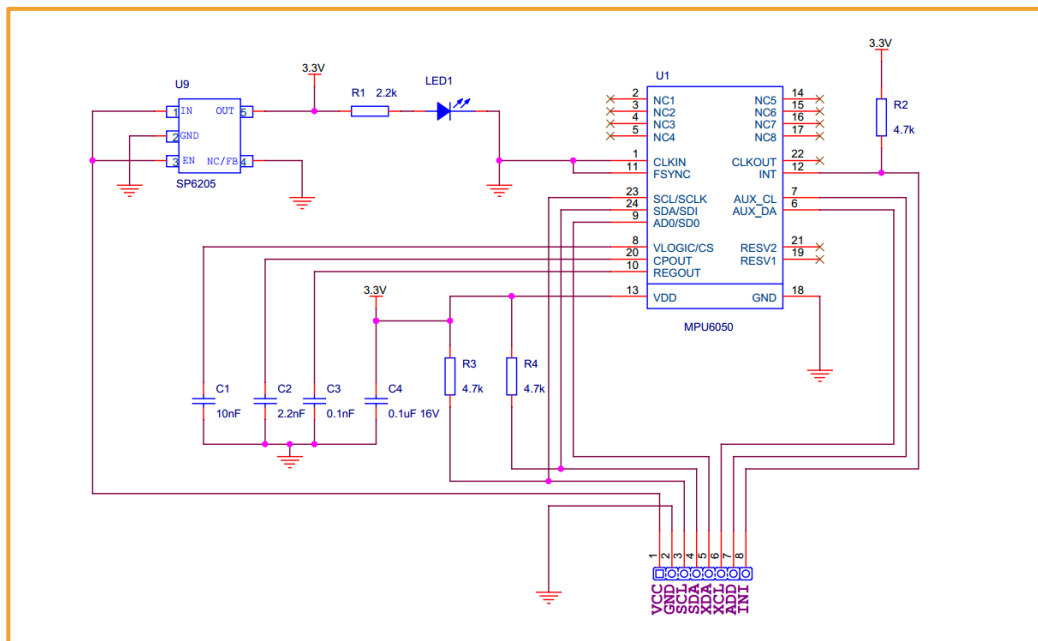 3.3V
U9
1 IN OUT 5
2 GND
3 EN NC/FB 4
SP6205
3.3V
R1 2.2k
LED1
U1
2 NC1 NC5 14
3 NC2 NC6 15
4 NC3 NC7 16
5 NC4 NC8 17
1 CLKIN CLKOUT 22
11 FSYNC INT 12
23 SCL/SCLK AUX_CL 7
24 SDA/SDI AUX_DA 6
9 AD0/SD0
8 VLOGIC/CS RESV2 21
20 CPOUT RESV1 19
10 REGOUT
13 VDD GND 18
MPU6050
R2
4.7k
3.3V
R3
4.7k
R4
4.7k
C1
10nF
C2
2.2nF
C3
0.1nF
C4
0.1uF 16V
1 2 3 4 5 6 7 8
VCC
GND
SCL
SDA
XDA
XCL
ADD
INI